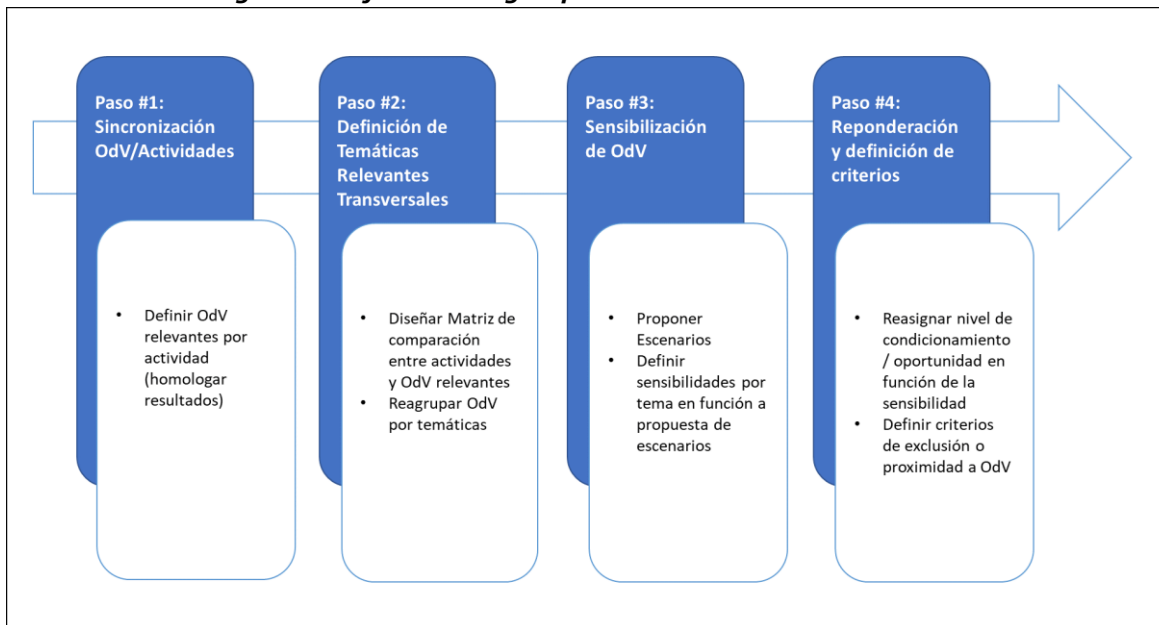 Paso #1:
Sincronización
OdV/Actividades
• Definir OdV
relevantes por
actividad
(homologar
resultados)
Paso #2:
Definición de
Temáticas
Relevantes
Transversales
• Diseñar Matriz de
comparación
entre actividades
y OdV relevantes
• Reagrupar OdV
por temáticas
Paso #3:
Sensibilización
de OdV
• Proponer
Escenarios
• Definir
sensibilidades por
tema en función a
propuesta de
escenarios
Paso #4:
Reponderación
y definición de
criterios
• Reasignar nivel de
condicionamiento
/ oportunidad en
función de la
sensibilidad
• Definir criterios
de exclusión o
proximidad a OdV